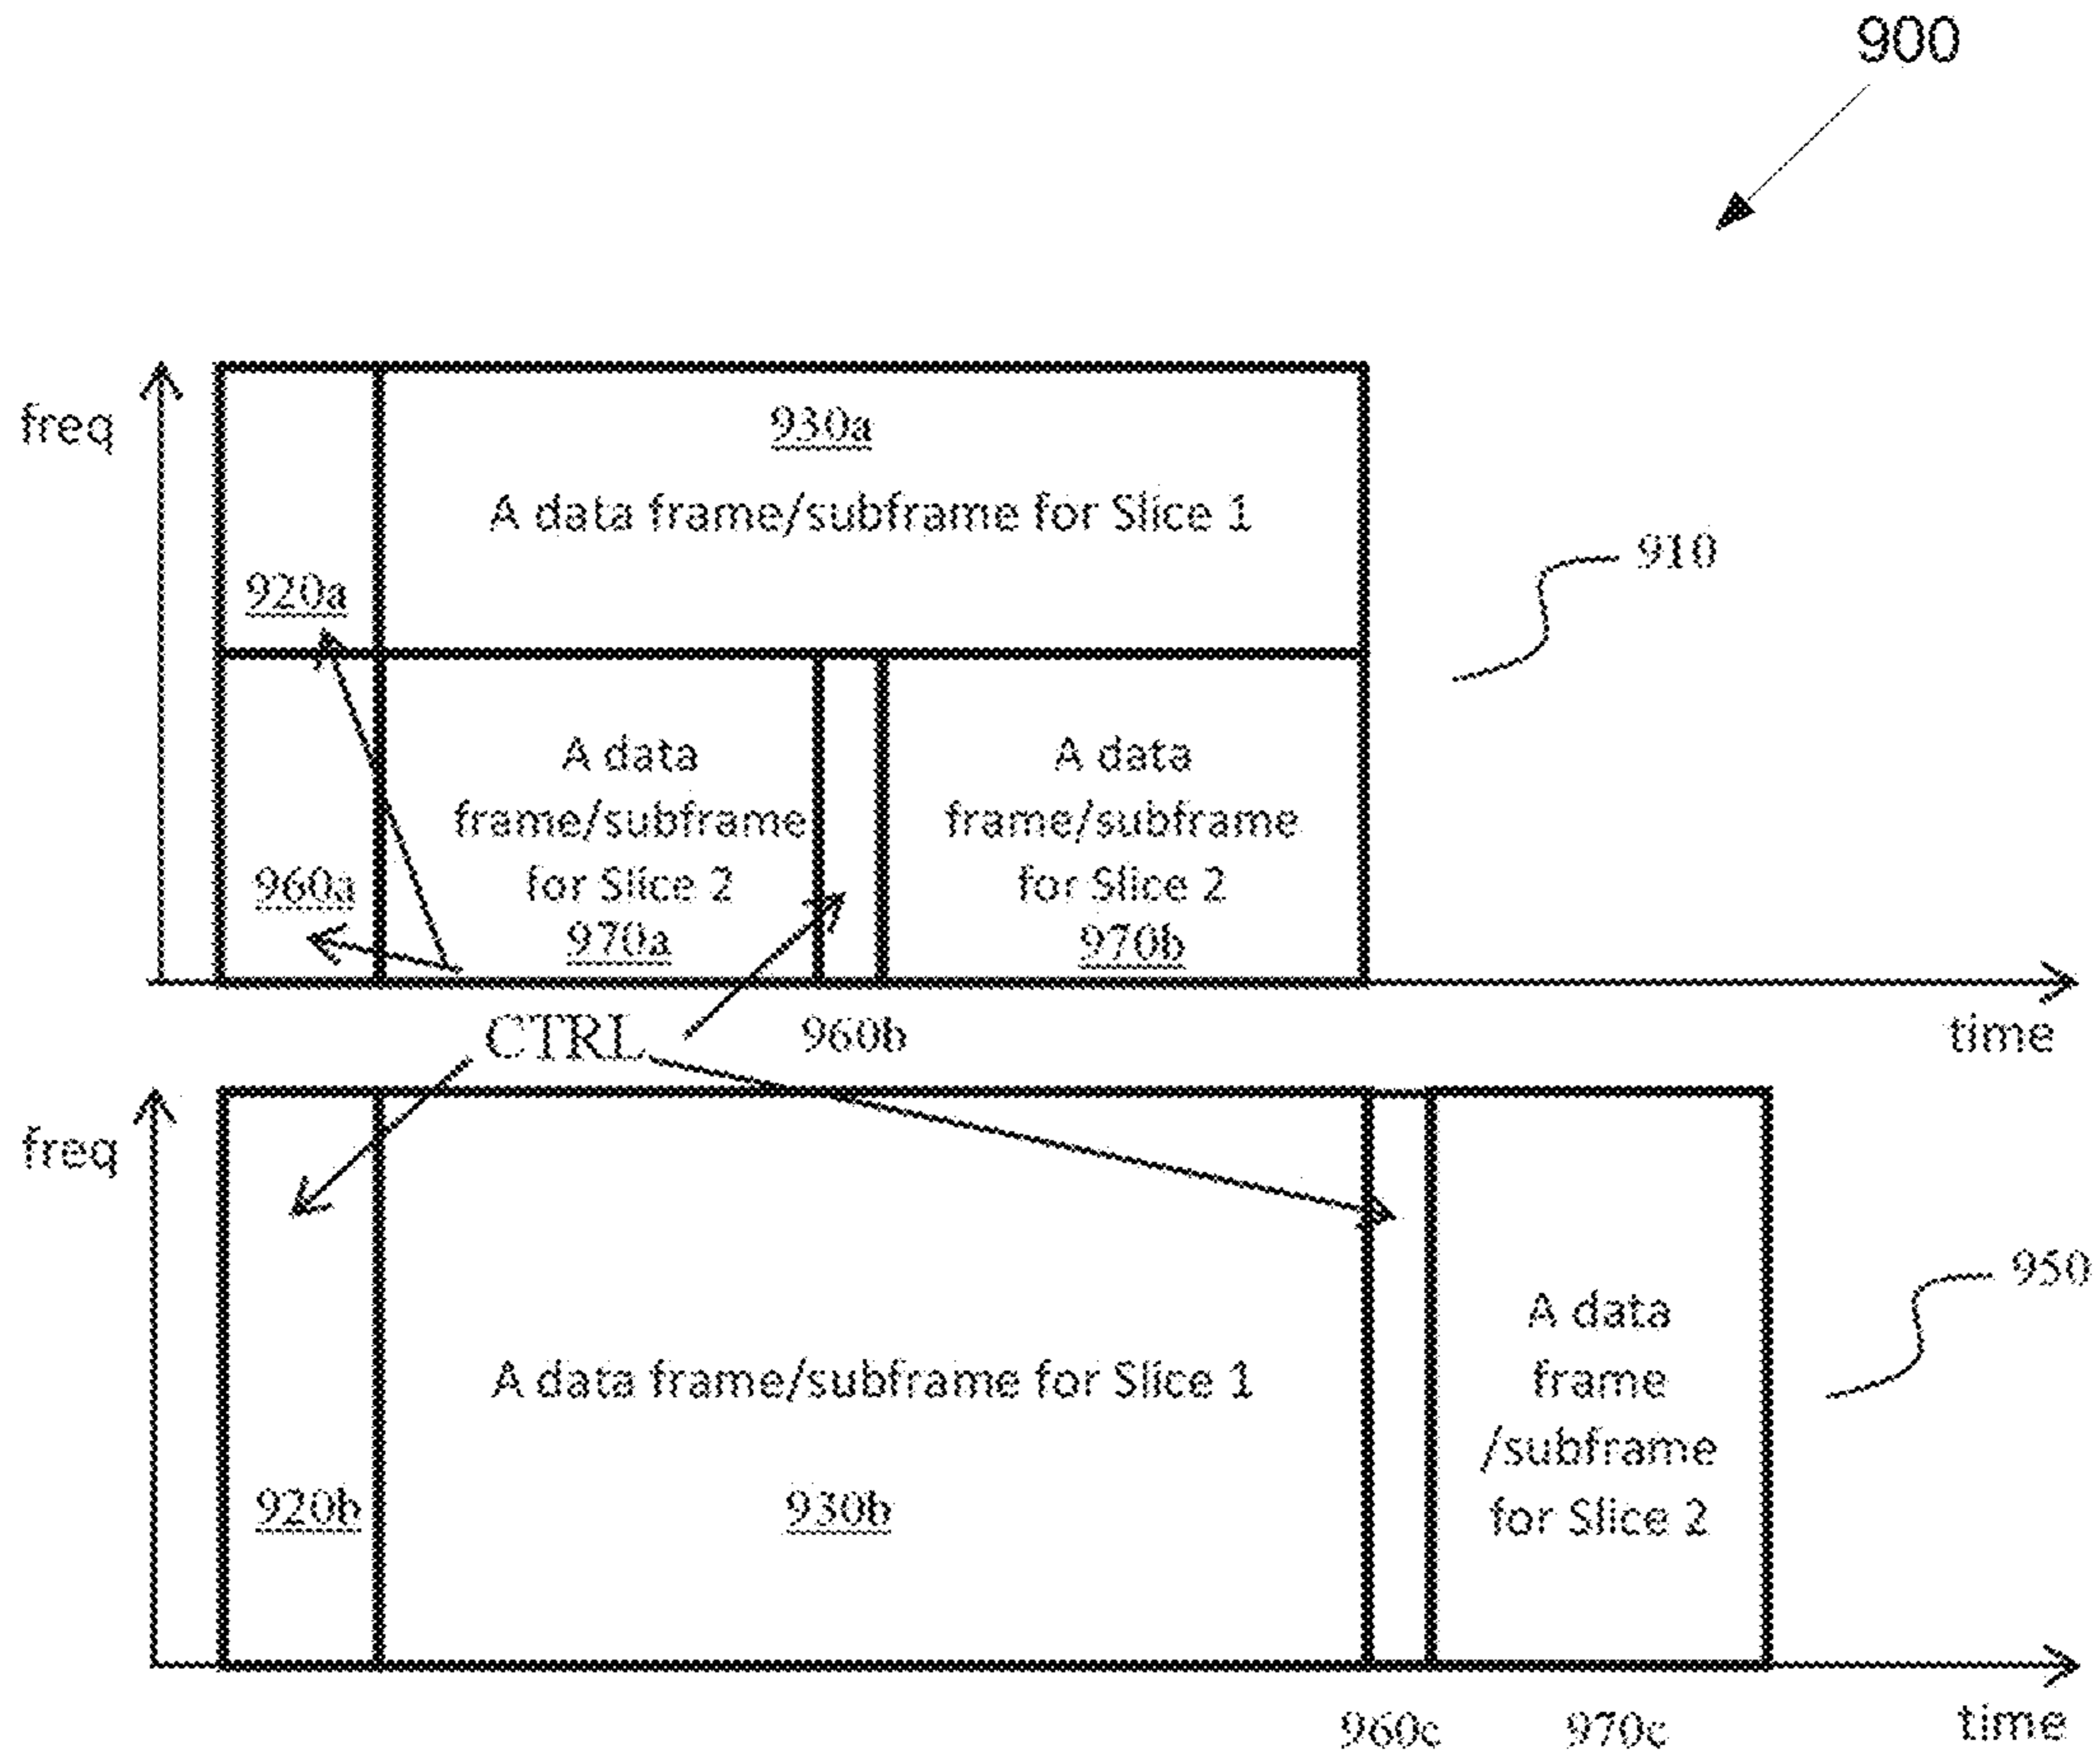 900
freq
930a
A data frame/subframe for Slice 1
910
920a
A data
frame/subframe
for Slice 2
970a
A data
frame/subframe
for Slice 2
970b
960a
time
CTRL
960b
freq
950
A data frame/subframe for Slice 1
A data
frame
/subframe
for Slice 2
920b
930b
960c
970c
time